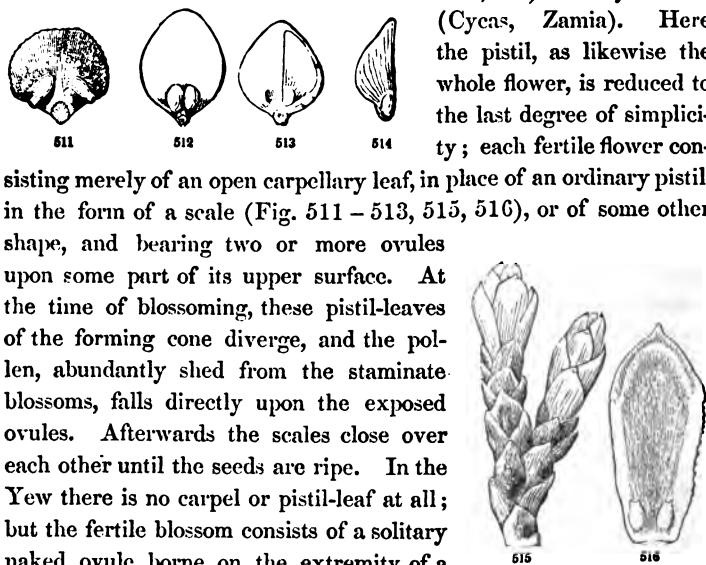 (Cycas, Zamia). Here
the pistil, as likewise the
whole flower, is reduced to
the last degree of simplici-
511 512 513 514
ty; each fertile flower con-
sisting merely of an open carpellary leaf, in place of an ordinary pistil
in the form of a scale (Fig. 511 – 513, 515, 516), or of some other
shape, and bearing two or more ovules
upon some part of its upper surface. At
the time of blossoming, these pistil-leaves
of the forming cone diverge, and the pol-
len, abundantly shed from the staminate
blossoms, falls directly upon the exposed
ovules. Afterwards the scales close over
each other until the seeds are ripe. In the
Yew there is no carpel or pistil-leaf at all;
but the fertile blossom consists of a solitary
naked ovule borne on the extremity of a
515 516